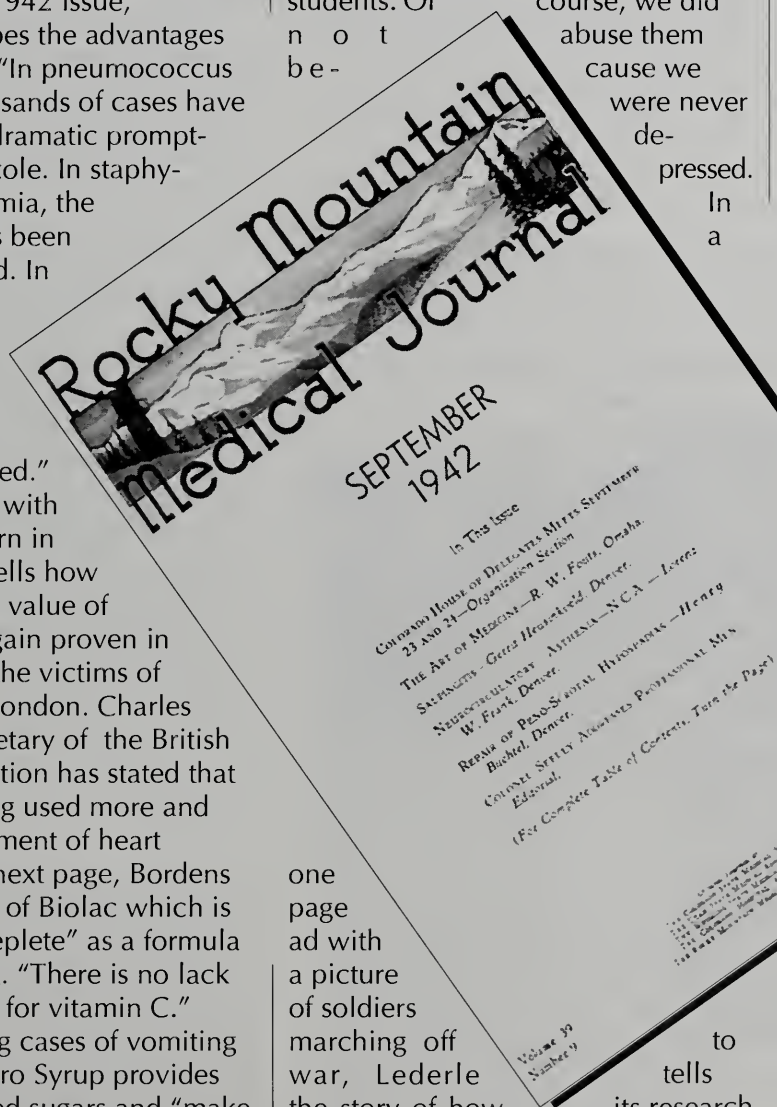 942 issue,
bes the advantages
"In pneumococcus
sands of cases have
dramatic prompt-
zole. In staphy-
mia, the
s been
d. In
ed."
with
rn in
ells how
value of
gain proven in
he victims of
ondon. Charles
etary of the British
tion has stated that
g used more and
ment of heart
next page, Bordens
of Biolac which is
eplete" as a formula
. "There is no lack
for vitamin C."
g cases of vomiting
ro Syrup provides
ed sugars and "make
students. Of course, we did
n o t abuse them
be- cause we
were never
de-
pressed.
In
a
Rocky Mountain
Medical Journal
SEPTEMBER
1942
In This Issue
COLORADO HOUSE OF DELEGATES MEETS SEPTEMBER
23 AND 24—Organization Section
THE ART OF MEDICINE—R. W. Fouts, Omaha.
SALPINGITIS—Gerrit Heusinkveld, Denver.
NEUROCIRCULATORY ASTHENIA—N C A — Lorenz
W. Frank, Denver.
REPAIR OF PENO-SCROTAL HYPOSPADIAS—Henry
Buchtel, Denver.
COLONEL SEELY ADDRESSES PROFESSIONAL MEN
Editorial.
(For Complete Table of Contents, Turn the Page)
Volume 39
Number 9
one
page
ad with
a picture
of soldiers
marching off to
war, Lederle tells
the story of how its research